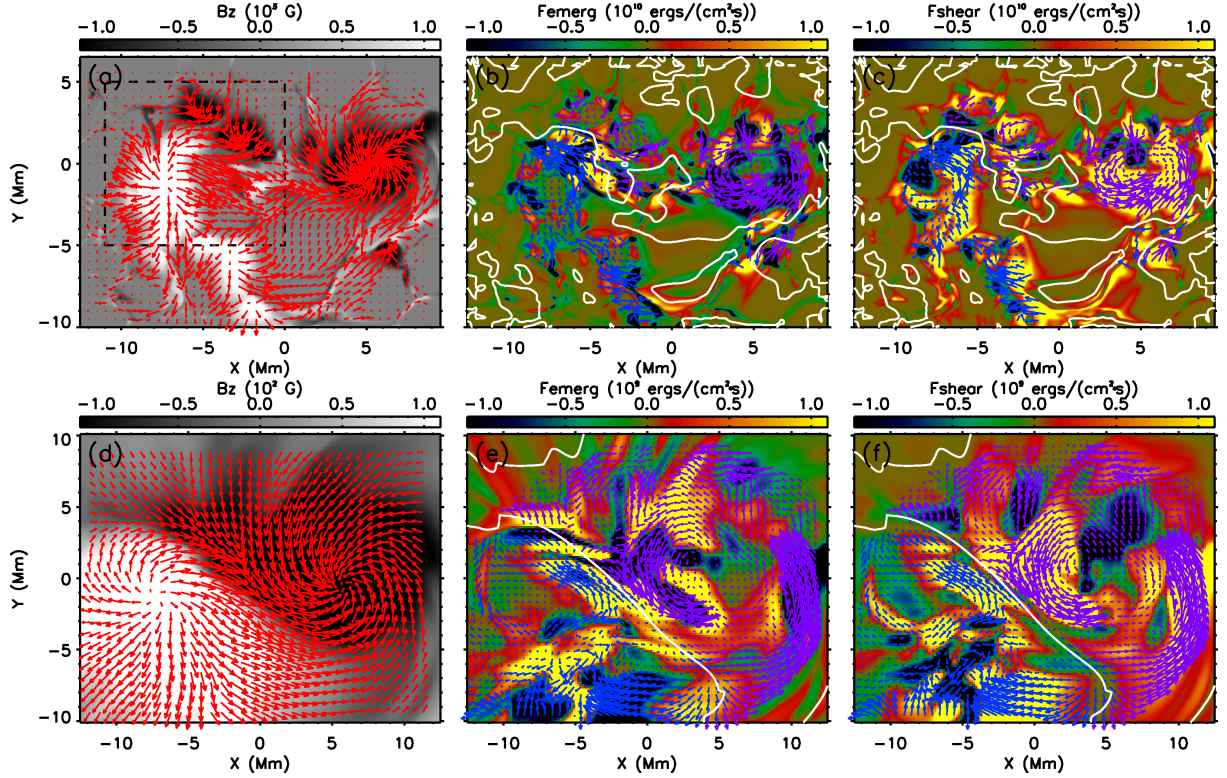 Bz (10³ G)
-1.0 -0.5 0.0 0.5 1.0
Femerg (10¹⁰ ergs/(cm²s)
-1.0 -0.5 0.0 0.5 1.0
Fshear (10¹⁰ ergs/(cm²s))
-1.0 -0.5 0.0 0.5 1.0
(a)
(b)
(c)
Y (Mm)
5
0
-5
-10
-10 -5 0 5
-10 -5 0 5 10
-10 -5 0 5 10
X (Mm)
X (Mm)
X (Mm)
Bz (10² G)
-1.0 -0.5 0.0 0.5 1.0
Femerg (10⁹ ergs/(cm²s))
-1.0 -0.5 0.0 0.5 1.0
Fshear (10⁹ ergs/(cm²s))
-1.0 -0.5 0.0 0.5 1.0
(d)
(e)
(f)
Y (Mm)
10
5
0
-5
-10
-10 -5 0 5 10
-10 -5 0 5 10
-10 -5 0 5 10
X (Mm)
X (Mm)
X (Mm)